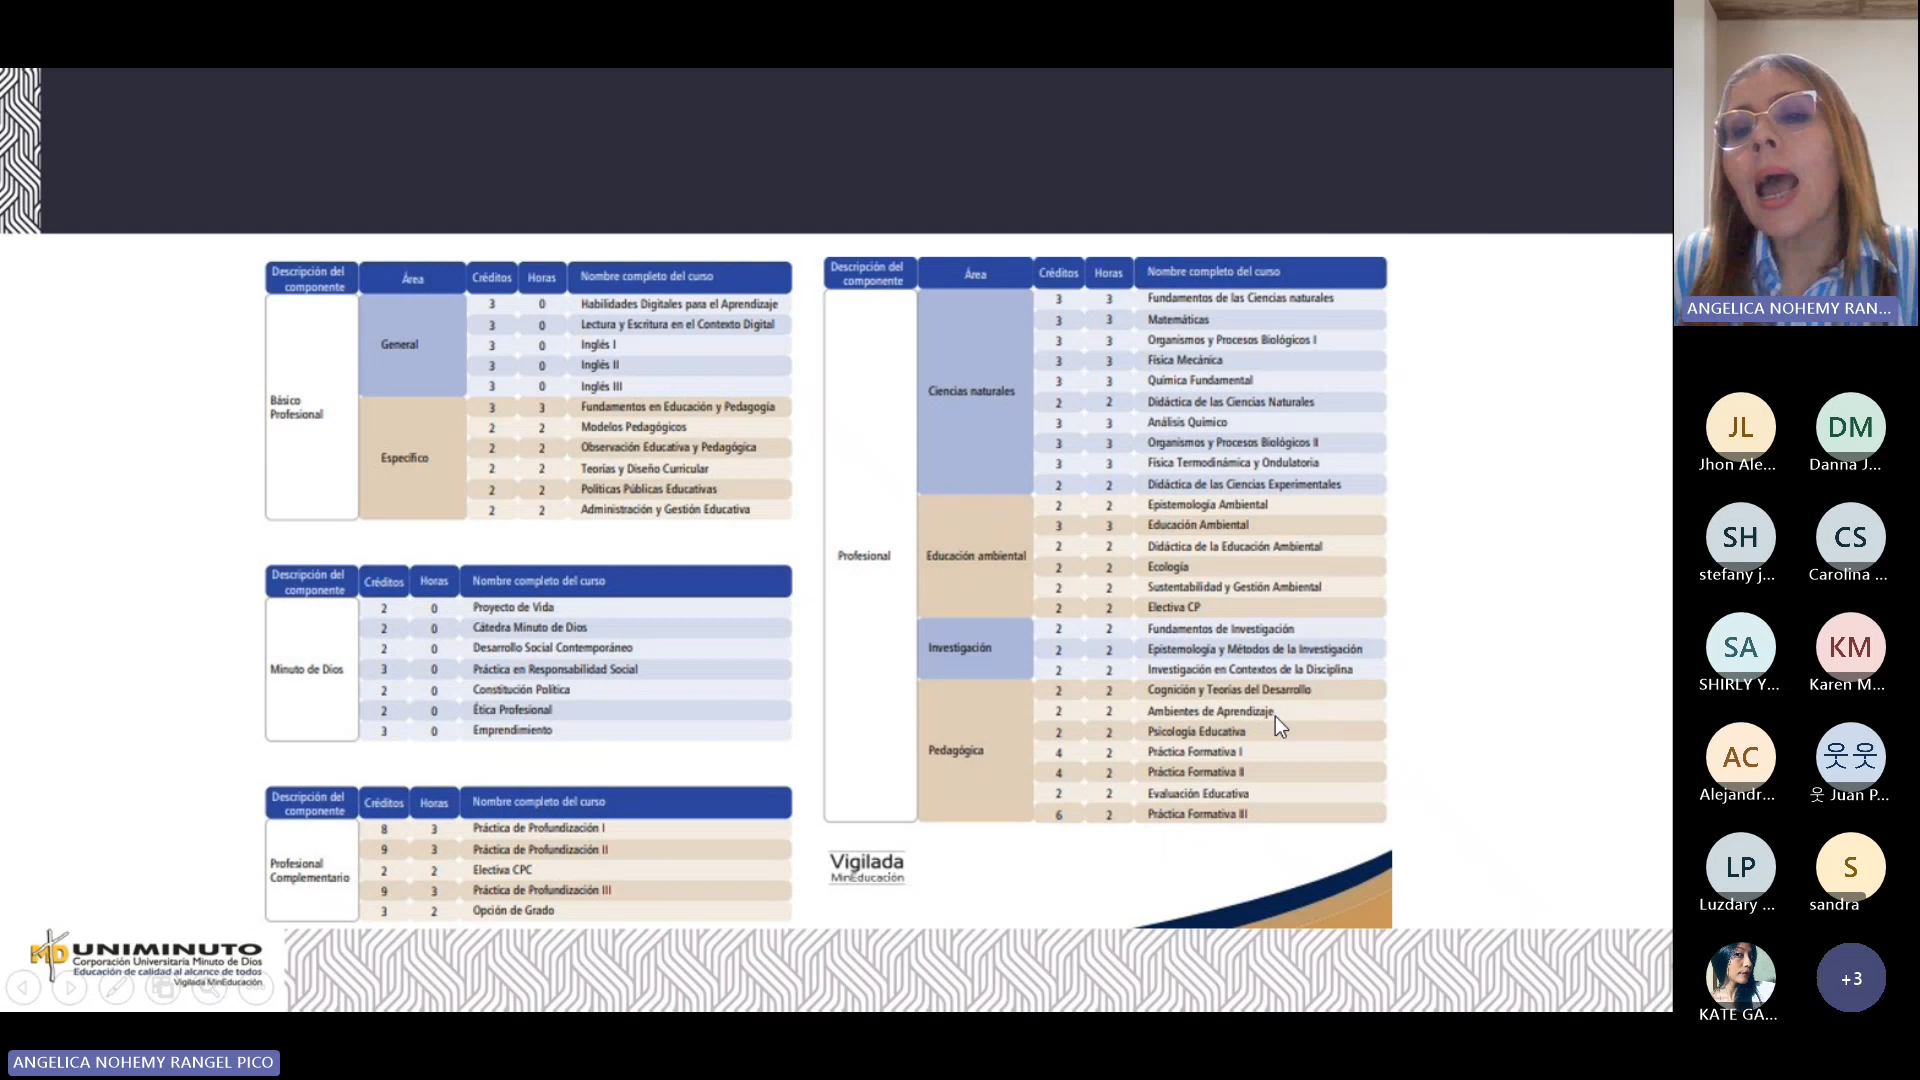 Descripción del componente Área Créditos Horas Nombre completo del curso
Básico Profesional
General
3 0 Habilidades Digitales para el Aprendizaje
3 0 Lectura y Escritura en el Contexto Digital
3 0 Inglés I
3 0 Inglés II
3 0 Inglés III
Específico
3 3 Fundamentos en Educación y Pedagogía
2 2 Modelos Pedagógicos
2 2 Observación Educativa y Pedagógica
2 2 Teorías y Diseño Curricular
2 2 Políticas Públicas Educativas
2 2 Administración y Gestión Educativa
Descripción del componente Créditos Horas Nombre completo del curso
Minuto de Dios
2 0 Proyecto de Vida
2 0 Cátedra Minuto de Dios
2 0 Desarrollo Social Contemporáneo
3 0 Práctica en Responsabilidad Social
2 0 Constitución Política
2 0 Ética Profesional
3 0 Emprendimiento
Descripción del componente Créditos Horas Nombre completo del curso
Profesional Complementario
8 3 Práctica de Profundización I
9 3 Práctica de Profundización II
2 2 Electiva CPC
9 3 Práctica de Profundización III
3 2 Opción de Grado
Descripción del componente Área Créditos Horas Nombre completo del curso
Profesional
Ciencias naturales
3 3 Fundamentos de las Ciencias naturales
3 3 Matemáticas
3 3 Organismos y Procesos Biológicos I
3 3 Física Mecánica
3 3 Química Fundamental
2 2 Didáctica de las Ciencias Naturales
3 3 Análisis Químico
3 3 Organismos y Procesos Biológicos II
3 3 Física Termodinámica y Ondulatoria
2 2 Didáctica de las Ciencias Experimentales
Educación ambiental
2 2 Epistemología Ambiental
3 3 Educación Ambiental
2 2 Didáctica de la Educación Ambiental
2 2 Ecología
2 2 Sustentabilidad y Gestión Ambiental
2 2 Electiva CP
Investigación
2 2 Fundamentos de Investigación
2 2 Epistemología y Métodos de la Investigación
2 2 Investigación en Contextos de la Disciplina
Pedagógica
2 2 Cognición y Teorías del Desarrollo
2 2 Ambientes de Aprendizaje
2 2 Psicología Educativa
4 2 Práctica Formativa I
4 2 Práctica Formativa II
2 2 Evaluación Educativa
6 2 Práctica Formativa III
Vigilada
MinEducación
UNIMINUTO
Corporación Universitaria Minuto de Dios
Educación de calidad al alcance de todos
Vigilada MinEducación
ANGELICA NOHEMY RANGEL PICO
ANGELICA NOHEMY RAN...
JL DM
Jhon Ale... Danna J...
SH CS
stefany j... Carolina ...
SA KM
SHIRLY Y... Karen M...
AC 웃웃
Alejandr... 웃 Juan P...
LP S
Luzdary ... sandra
KATE GA... +3